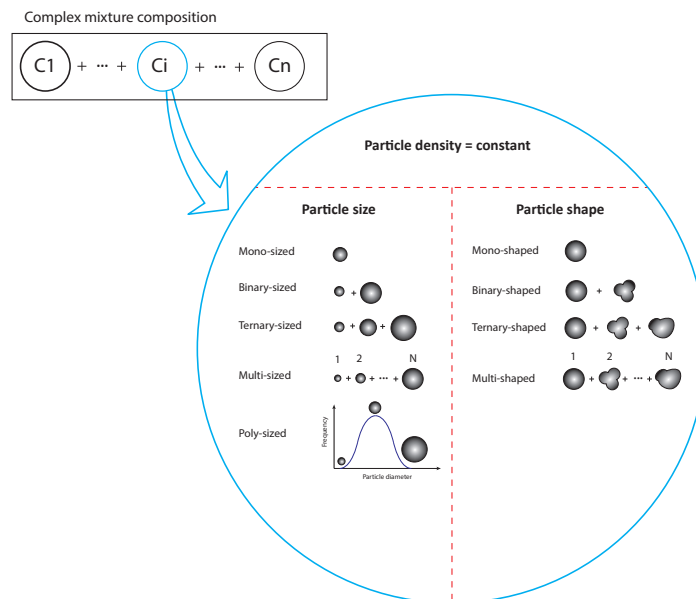 Complex mixture composition
C1 + ... + Ci + ... + Cn
Particle density = constant
Particle size
Mono-sized
Binary-sized
+
Ternary-sized
+ +
1 2 N
Multi-sized
+ + ... +
Poly-sized
Frequency
Particle diameter
Particle shape
Mono-shaped
Binary-shaped
+
Ternary-shaped
+ +
1 2 N
Multi-shaped
+ + ... +